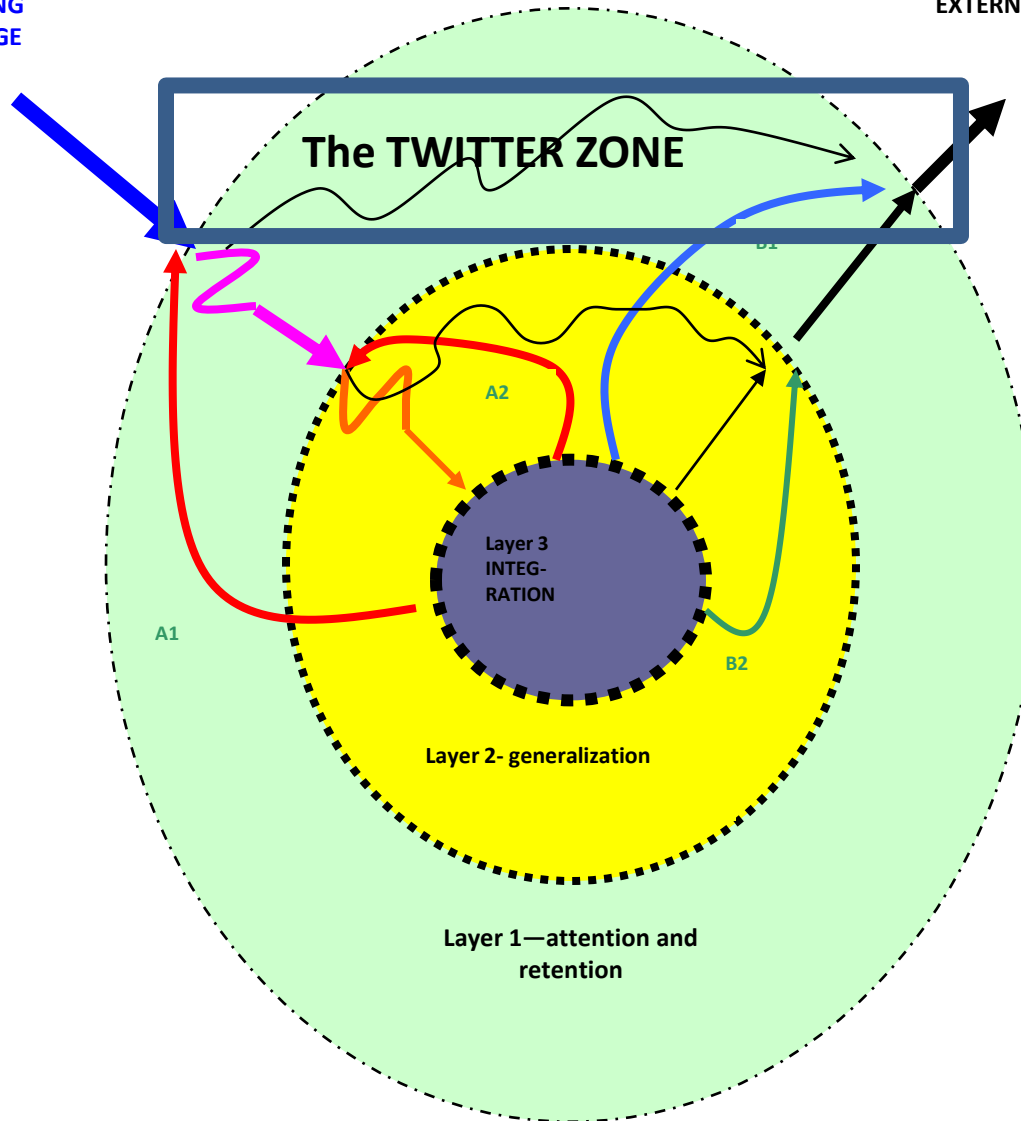 NG
GE
EXTERN
The TWITTER ZONE
B1
A2
Layer 3
INTEG-
RATION
A1
B2
Layer 2- generalization
Layer 1—attention and
retention